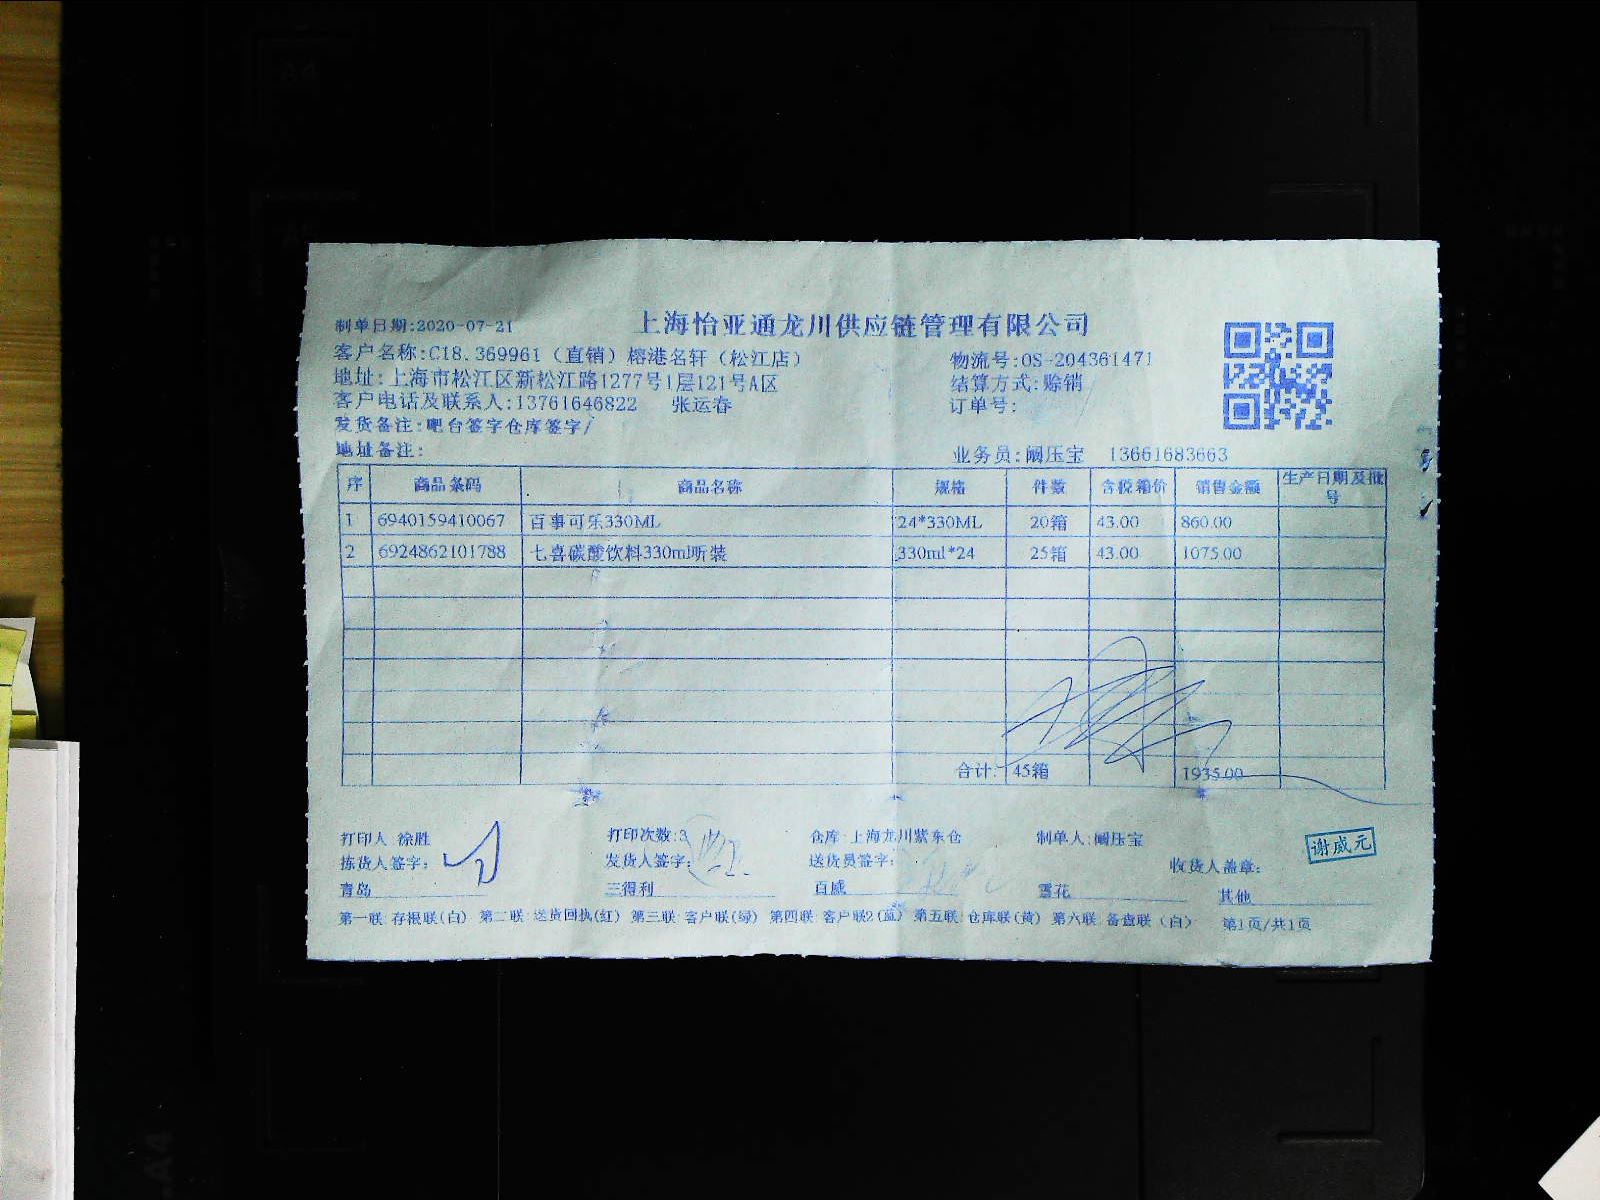 上海怡亚通龙川供应链管理有限公司
制单日期:2020-07-21
客户名称:C18.369961（直销）榕港名轩（松江店） 物流号:OS-204361471
地址:上海市松江区新松江路1277号1层121号A区 结算方式:赊销
客户电话及联系人:13761646822 张运春 订单号:
发货备注:吧台签字仓库签字/
地址备注: 业务员:阚压宝 13661683663
序 商品条码 商品名称 规格 件数 含税箱价 销售金额 生产日期及批号
1 6940159410067 百事可乐330ML 24*330ML 20箱 43.00 860.00
2 6924862101788 七喜碳酸饮料330ml听装 330ml*24 25箱 43.00 1075.00
合计: 45箱 1935.00
打印人 徐胜 打印次数:3 仓库:上海龙川紫东仓 制单人:阚压宝 谢威元
拣货人签字: 发货人签字: 送货员签字: 收货人盖章:
青岛 三得利 百威 雪花 其他
第一联:存根联(白) 第二联:送货回执(红) 第三联:客户联(绿) 第四联:客户联2(蓝) 第五联:仓库联(黄) 第六联:备查联（白） 第1页/共1页